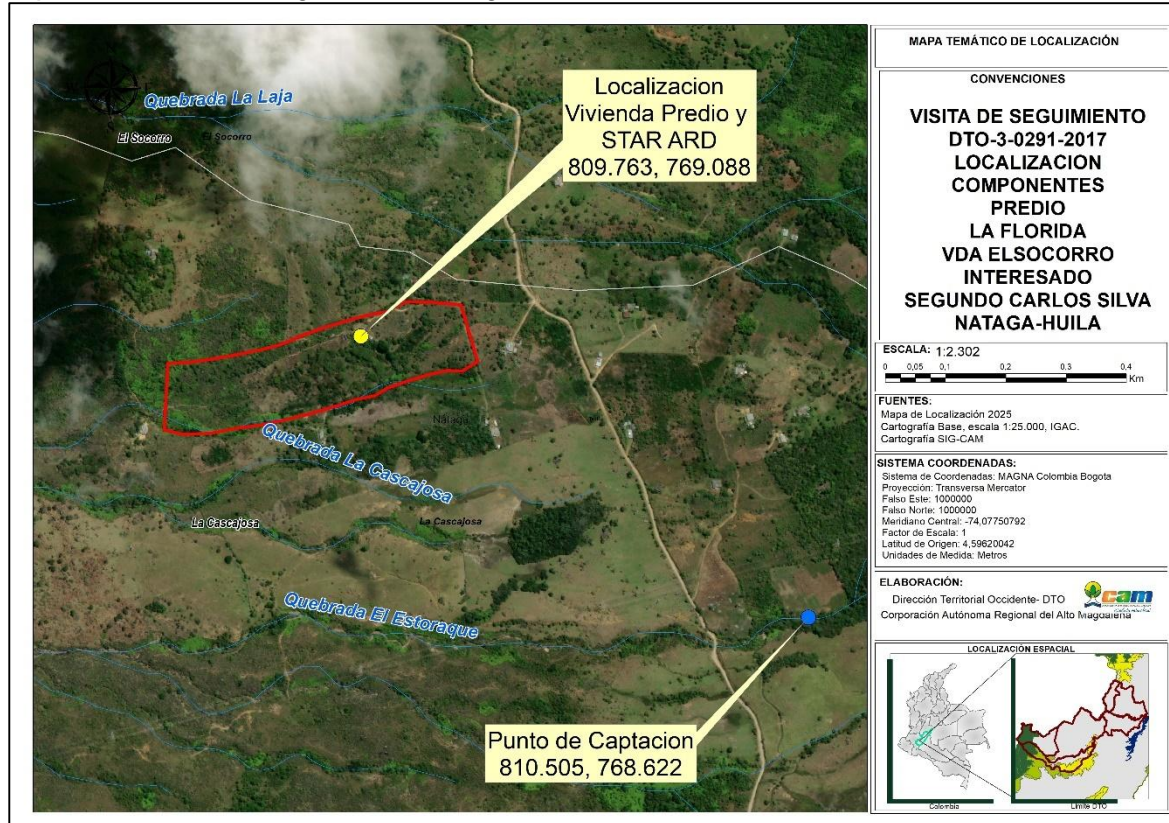 Quebrada La Laja
El Socorro
El Socorro
Localizacion
Vivienda Predio y
STAR ARD
809.763, 769.088
Quebrada La Cascajosa
La Cascajosa
La Cascajosa
Quebrada El Estoraque
Punto de Captacion
810.505, 768.622
MAPA TEMÁTICO DE LOCALIZACIÓN
CONVENCIONES
VISITA DE SEGUIMIENTO
DTO-3-0291-2017
LOCALIZACION
COMPONENTES
PREDIO
LA FLORIDA
VDA ELSOCORRO
INTERESADO
SEGUNDO CARLOS SILVA
NATAGA-HUILA
ESCALA: 1:2.302
0 0,05 0,1 0,2 0,3 0,4
Km
FUENTES:
Mapa de Localización 2025
Cartografía Base, escala 1:25.000, IGAC.
Cartografía SIG-CAM
SISTEMA COORDENADAS:
Sistema de Coordenadas: MAGNA Colombia Bogota
Proyección: Transversa Mercator
Falso Este: 1000000
Falso Norte: 1000000
Meridiano Central: -74,07750792
Factor de Escala: 1
Latitud de Origen: 4,59620042
Unidades de Medida: Metros
ELABORACIÓN:
Dirección Territorial Occidente- DTO
cam
Corporación Autónoma Regional del Alto Magdalena
LOCALIZACIÓN ESPACIAL
Colombia
Límite DTO